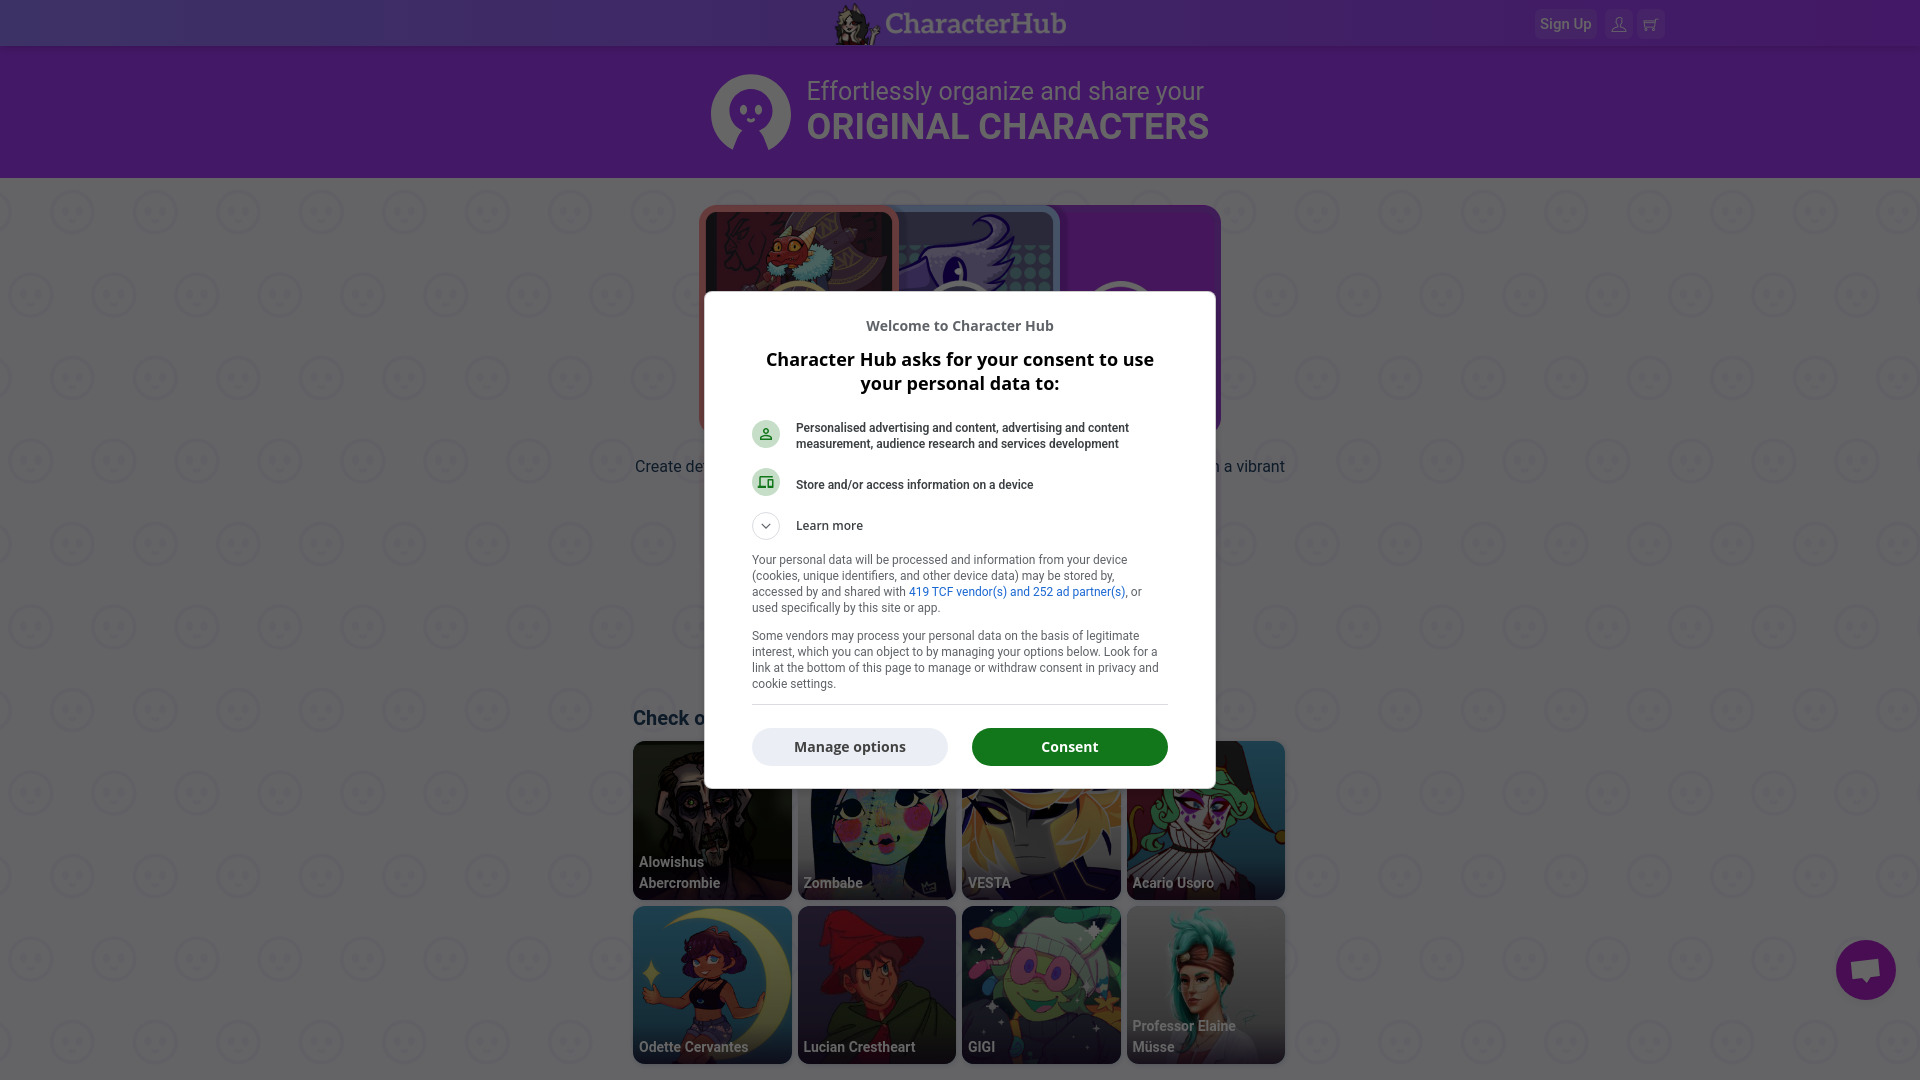 CharacterHub
Sign Up
Effortlessly organize and share your
ORIGINAL CHARACTERS
Welcome to Character Hub
Character Hub asks for your consent to use
your personal data to:
Personalised advertising and content, advertising and content
measurement, audience research and services development
Store and/or access information on a device
Learn more
Your personal data will be processed and information from your device
(cookies, unique identifiers, and other device data) may be stored by,
accessed by and shared with 419 TCF vendor(s) and 252 ad partner(s), or
used specifically by this site or app.
Some vendors may process your personal data on the basis of legitimate
interest, which you can object to by managing your options below. Look for a
link at the bottom of this page to manage or withdraw consent in privacy and
cookie settings.
Manage options
Consent
Create
a vibrant
Check
Alowishus
Abercrombie
Zombabe
VESTA
Acario Usoro
Odette Cervantes
Lucian Crestheart
GIGI
Professor Elaine
Müsse